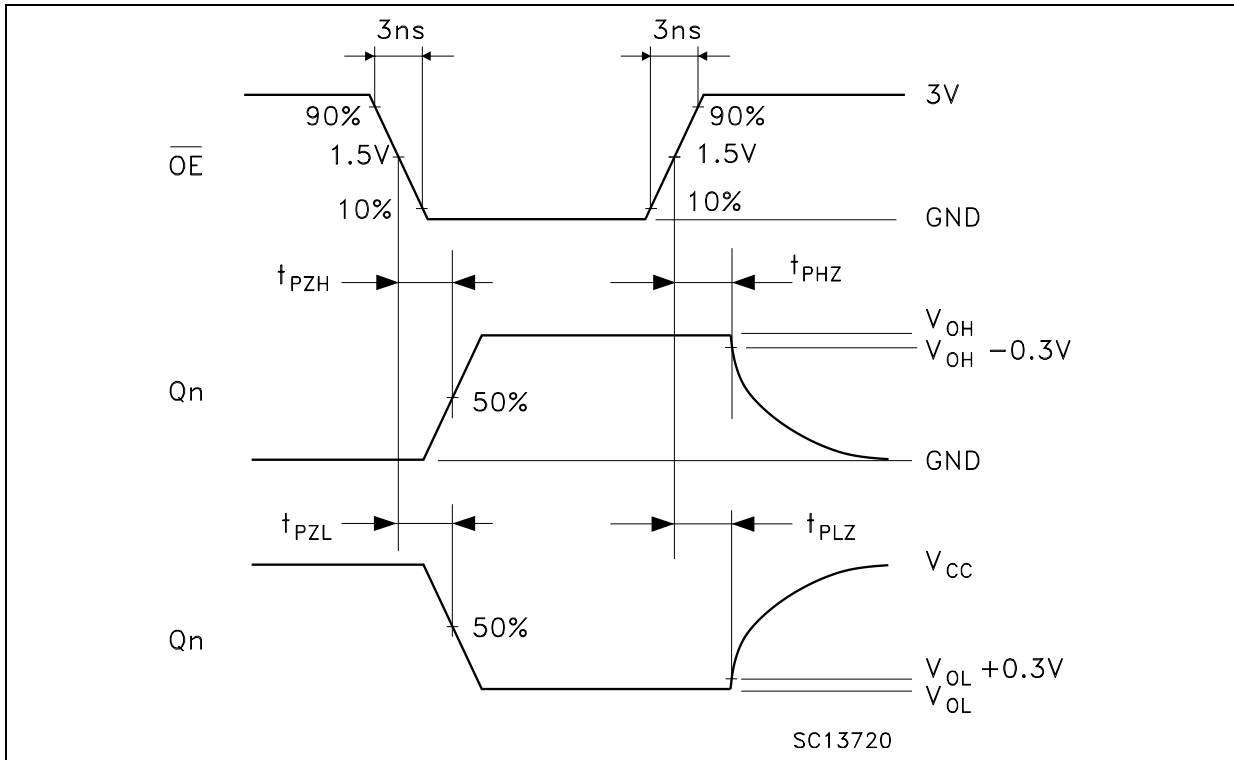 3ns 3ns
3V
90% 90%
OE 1.5V 1.5V
10% 10%
GND
tPZH tPHZ
VOH
VOH −0.3V
Qn 50%
GND
tPZL tPLZ
VCC
Qn 50%
VOL +0.3V
VOL
SC13720